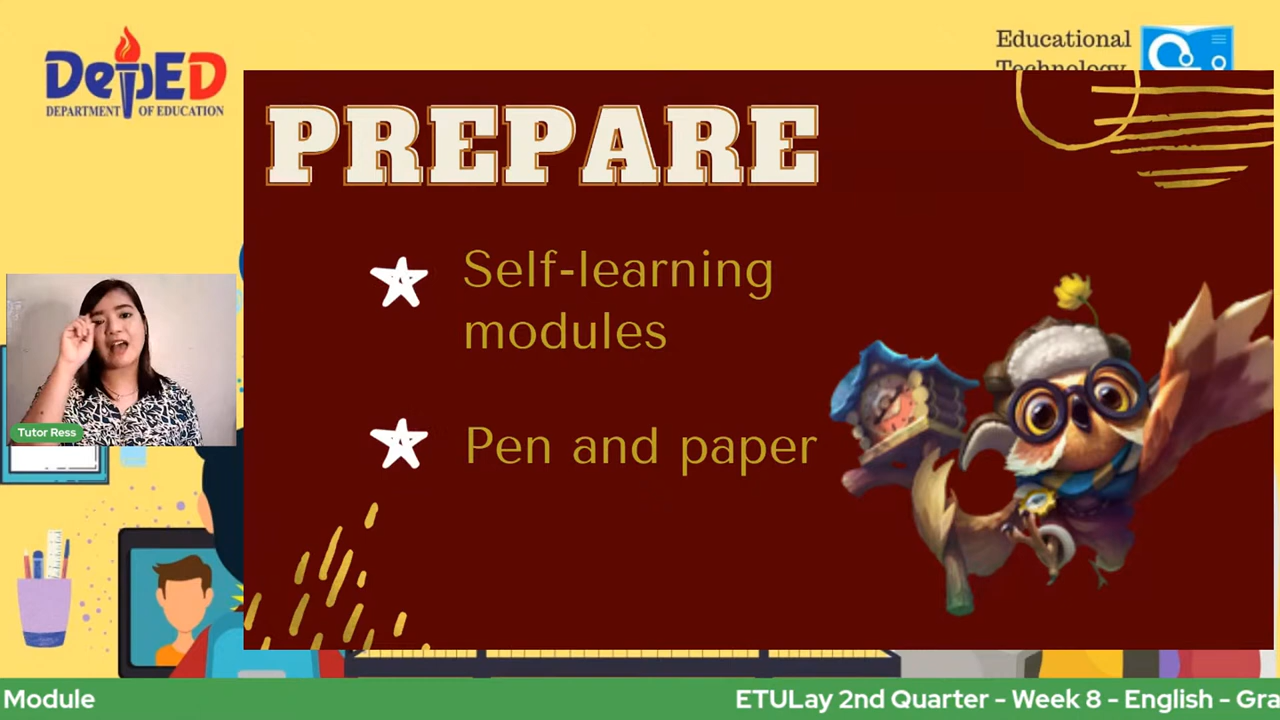 DepED
DEPARTMENT OF EDUCATION
Educational
Technology
PREPARE
Self-learning
modules
Pen and paper
Tutor Ress
Module
ETULay 2nd Quarter - Week 8 - English - Gra